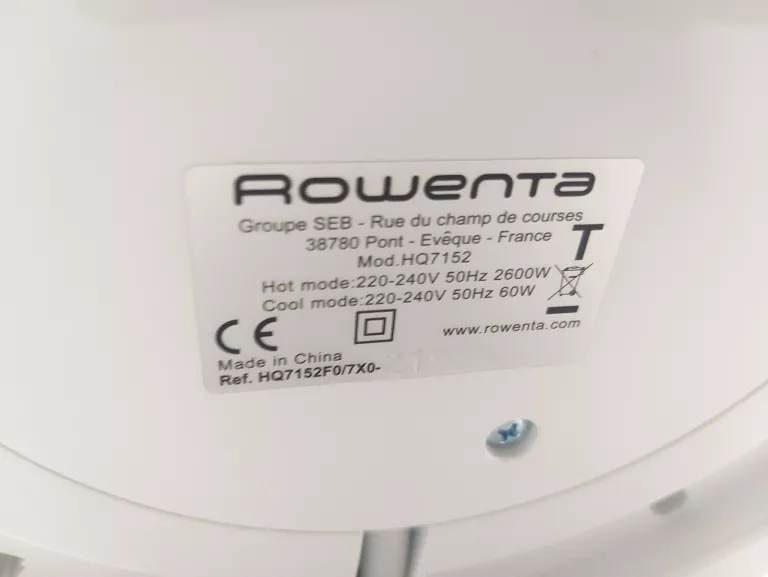 Rowenta
Groupe SEB - Rue du champ de courses
38780 Pont - Evêque - France
T
Mod.HQ7152
Hot mode:220-240V 50Hz 2600W
Cool mode:220-240V 50Hz 60W
CE
www.rowenta.com
Made in China
Ref. HQ7152F0/7X0-